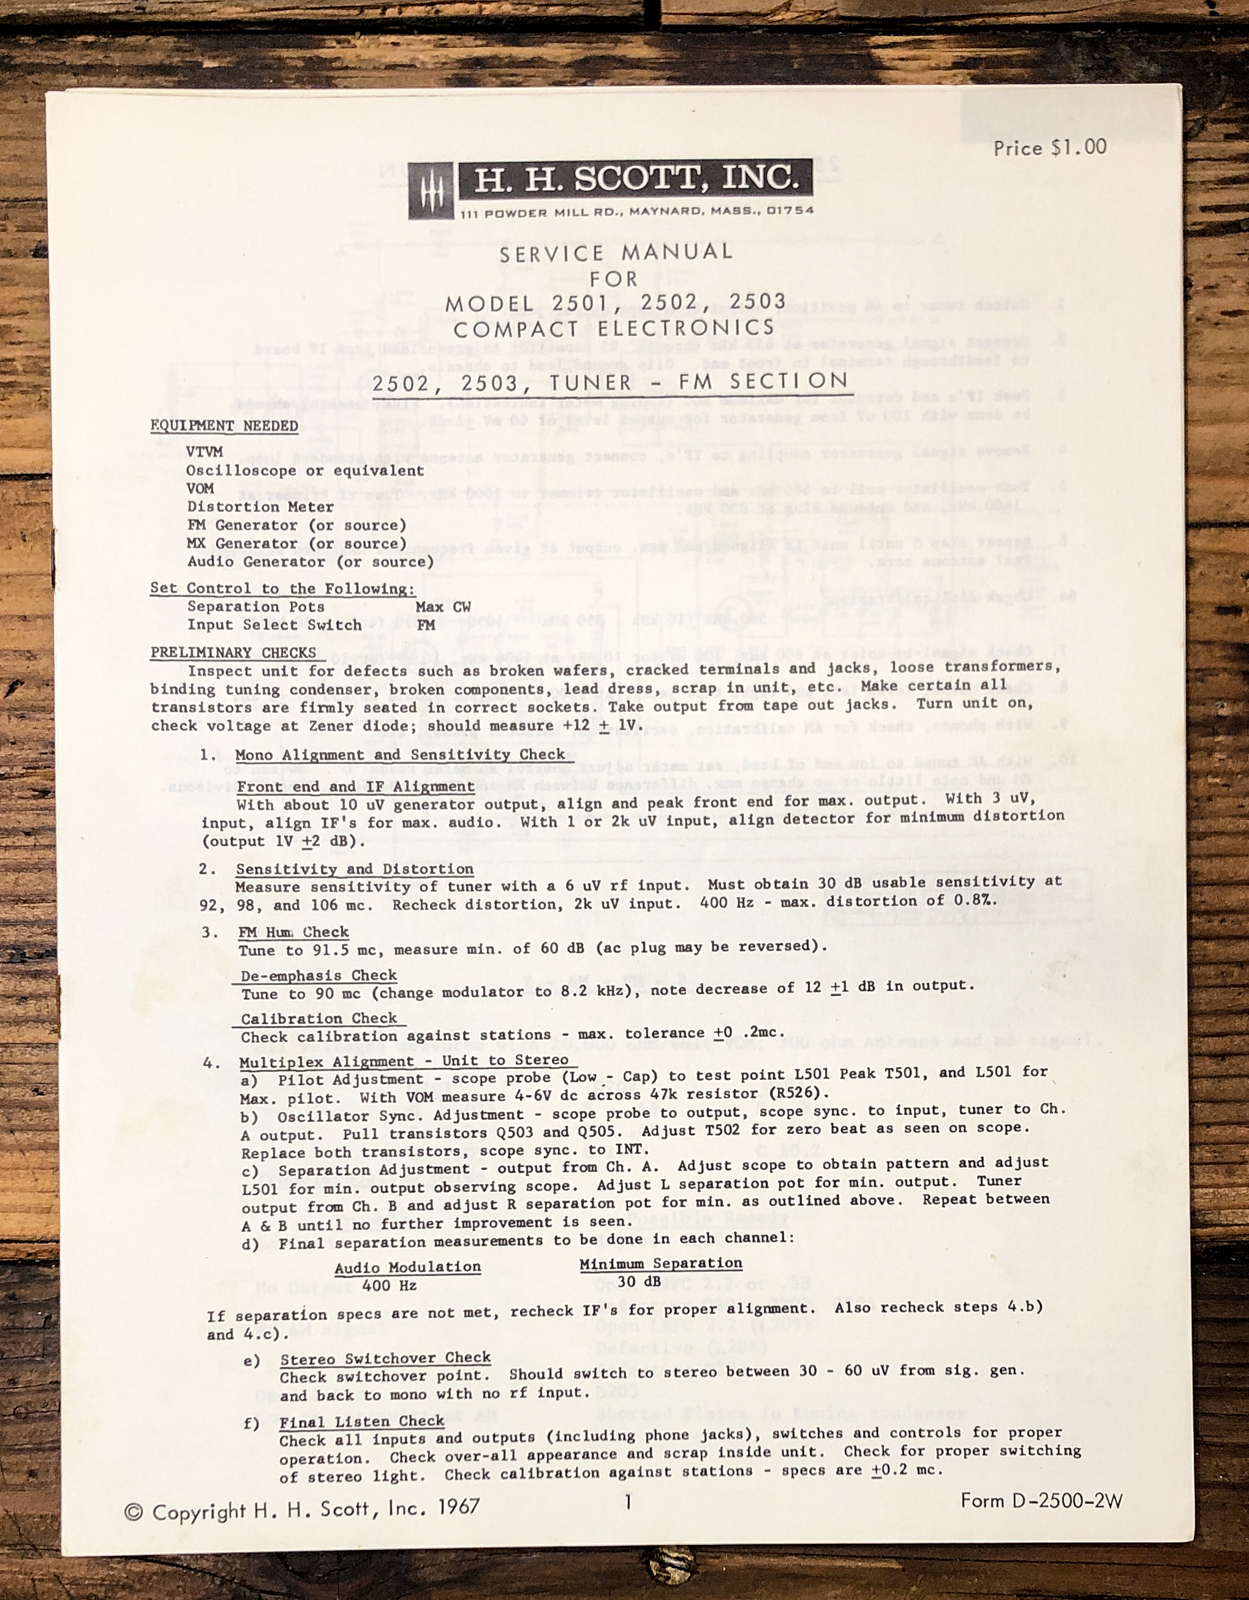 Price $1.00
H. H. SCOTT, INC.
111 POWDER MILL RD., MAYNARD, MASS., 01754
SERVICE MANUAL
FOR
MODEL 2501, 2502, 2503
COMPACT ELECTRONICS
2502, 2503, TUNER - FM SECTION
EQUIPMENT NEEDED
VTVM
Oscilloscope or equivalent
VOM
Distortion Meter
FM Generator (or source)
MX Generator (or source)
Audio Generator (or source)
Set Control to the Following:
Separation Pots Max CW
Input Select Switch FM
PRELIMINARY CHECKS
Inspect unit for defects such as broken wafers, cracked terminals and jacks, loose transformers,
binding tuning condenser, broken components, lead dress, scrap in unit, etc. Make certain all
transistors are firmly seated in correct sockets. Take output from tape out jacks. Turn unit on,
check voltage at Zener diode; should measure +12 ± 1V.
1. Mono Alignment and Sensitivity Check
Front end and IF Alignment
With about 10 uV generator output, align and peak front end for max. output. With 3 uV,
input, align IF's for max. audio. With 1 or 2k uV input, align detector for minimum distortion
(output 1V ±2 dB).
2. Sensitivity and Distortion
Measure sensitivity of tuner with a 6 uV rf input. Must obtain 30 dB usable sensitivity at
92, 98, and 106 mc. Recheck distortion, 2k uV input. 400 Hz - max. distortion of 0.8%.
3. FM Hum Check
Tune to 91.5 mc, measure min. of 60 dB (ac plug may be reversed).
De-emphasis Check
Tune to 90 mc (change modulator to 8.2 kHz), note decrease of 12 ±1 dB in output.
Calibration Check
Check calibration against stations - max. tolerance ±0 .2mc.
4. Multiplex Alignment - Unit to Stereo
a) Pilot Adjustment - scope probe (Low - Cap) to test point L501 Peak T501, and L501 for
Max. pilot. With VOM measure 4-6V dc across 47k resistor (R526).
b) Oscillator Sync. Adjustment - scope probe to output, scope sync. to input, tuner to Ch.
A output. Pull transistors Q503 and Q505. Adjust T502 for zero beat as seen on scope.
Replace both transistors, scope sync. to INT.
c) Separation Adjustment - output from Ch. A. Adjust scope to obtain pattern and adjust
L501 for min. output observing scope. Adjust L separation pot for min. output. Tuner
output from Ch. B and adjust R separation pot for min. as outlined above. Repeat between
A & B until no further improvement is seen.
d) Final separation measurements to be done in each channel:
Audio Modulation Minimum Separation
400 Hz 30 dB
If separation specs are not met, recheck IF's for proper alignment. Also recheck steps 4.b)
and 4.c).
e) Stereo Switchover Check
Check switchover point. Should switch to stereo between 30 - 60 uV from sig. gen.
and back to mono with no rf input.
f) Final Listen Check
Check all inputs and outputs (including phone jacks), switches and controls for proper
operation. Check over-all appearance and scrap inside unit. Check for proper switching
of stereo light. Check calibration against stations - specs are ±0.2 mc.
© Copyright H. H. Scott, Inc. 1967 1 Form D-2500-2W